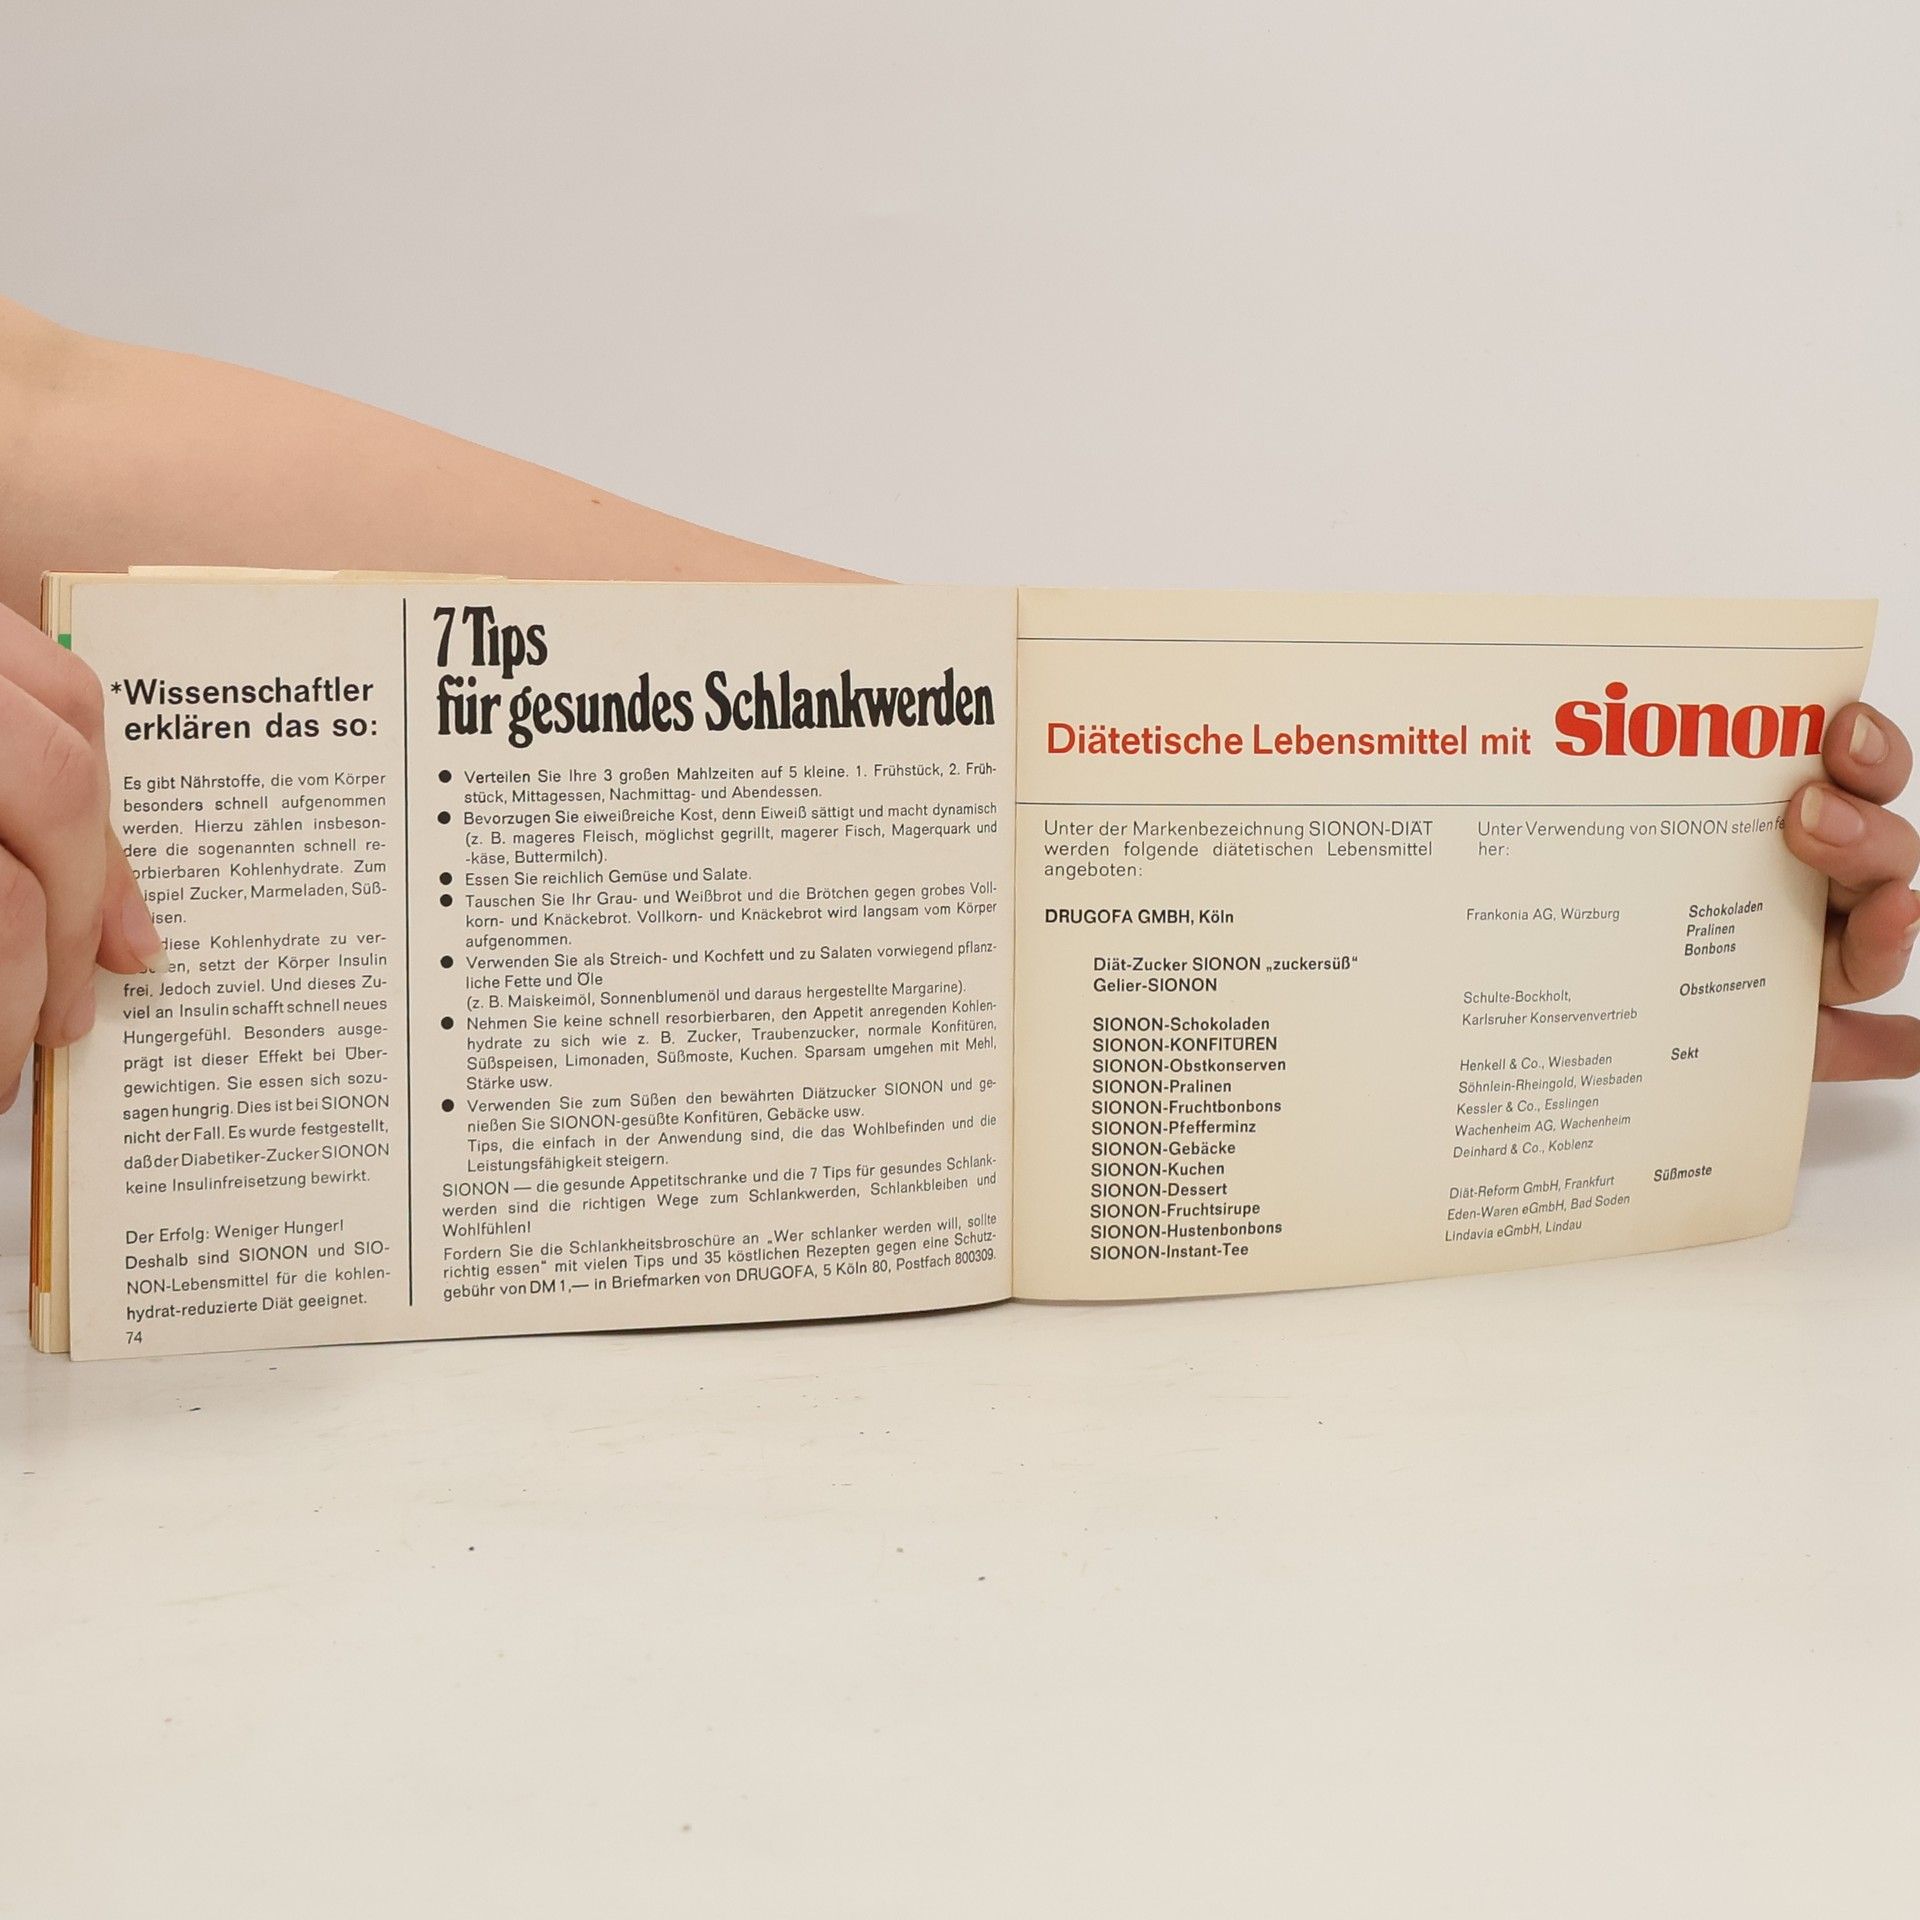 *Wissenschaftler
erklären das so:
Es gibt Nährstoffe, die vom Körper
besonders schnell aufgenommen
werden. Hierzu zählen insbeson-
dere die sogenannten schnell re-
orbierbaren Kohlenhydrate. Zum
ispiel Zucker, Marmeladen, Süß-
isen.
diese Kohlenhydrate zu ver-
en, setzt der Körper Insulin
frei. Jedoch zuviel. Und dieses Zu-
viel an Insulin schafft schnell neues
Hungergefühl. Besonders ausge-
prägt ist dieser Effekt bei Über-
gewichtigen. Sie essen sich sozu-
sagen hungrig. Dies ist bei SIONON
nicht der Fall. Es wurde festgestellt,
daß der Diabetiker-Zucker SIONON
keine Insulinfreisetzung bewirkt.
Der Erfolg: Weniger Hunger!
Deshalb sind SIONON und SIO-
NON-Lebensmittel für die kohlen-
hydrat-reduzierte Diät geeignet.
74
7 Tips
für gesundes Schlankwerden
● Verteilen Sie Ihre 3 großen Mahlzeiten auf 5 kleine. 1. Frühstück, 2. Früh-
stück, Mittagessen, Nachmittag- und Abendessen.
● Bevorzugen Sie eiweißreiche Kost, denn Eiweiß sättigt und macht dynamisch
(z. B. mageres Fleisch, möglichst gegrillt, magerer Fisch, Magerquark und
-käse, Buttermilch).
● Essen Sie reichlich Gemüse und Salate.
● Tauschen Sie Ihr Grau- und Weißbrot und die Brötchen gegen grobes Voll-
korn- und Knäckebrot. Vollkorn- und Knäckebrot wird langsam vom Körper
aufgenommen.
● Verwenden Sie als Streich- und Kochfett und zu Salaten vorwiegend pflanz-
liche Fette und Öle
(z. B. Maiskeimöl, Sonnenblumenöl und daraus hergestellte Margarine).
● Nehmen Sie keine schnell resorbierbaren, den Appetit anregenden Kohlen-
hydrate zu sich wie z. B. Zucker, Traubenzucker, normale Konfitüren,
Süßspeisen, Limonaden, Süßmoste, Kuchen. Sparsam umgehen mit Mehl,
Stärke usw.
● Verwenden Sie zum Süßen den bewährten Diätzucker SIONON und ge-
nießen Sie SIONON-gesüßte Konfitüren, Gebäcke usw.
Tips, die einfach in der Anwendung sind, die das Wohlbefinden und die
Leistungsfähigkeit steigern.
SIONON — die gesunde Appetitschranke und die 7 Tips für gesundes Schlank-
werden sind die richtigen Wege zum Schlankwerden, Schlankbleiben und
Wohlfühlen!
Fordern Sie die Schlankheitsbroschüre an „Wer schlanker werden will, sollte
richtig essen“ mit vielen Tips und 35 köstlichen Rezepten gegen eine Schutz-
gebühr von DM 1,— in Briefmarken von DRUGOFA, 5 Köln 80, Postfach 800309.
Diätetische Lebensmittel mit sionon
Unter der Markenbezeichnung SIONON-DIÄT
werden folgende diätetischen Lebensmittel
angeboten:
DRUGOFA GMBH, Köln
Diät-Zucker SIONON „zuckersüß“
Gelier-SIONON
SIONON-Schokoladen
SIONON-KONFITÜREN
SIONON-Obstkonserven
SIONON-Pralinen
SIONON-Fruchtbonbons
SIONON-Pfefferminz
SIONON-Gebäcke
SIONON-Kuchen
SIONON-Dessert
SIONON-Fruchtsirupe
SIONON-Hustenbonbons
SIONON-Instant-Tee
Unter Verwendung von SIONON stellen fe
her:
Frankonia AG, Würzburg Schokoladen
Pralinen
Bonbons
Schulte-Bockholt, Obstkonserven
Karlsruher Konservenvertrieb
Henkell & Co., Wiesbaden Sekt
Söhnlein-Rheingold, Wiesbaden
Kessler & Co., Esslingen
Wachenheim AG, Wachenheim
Deinhard & Co., Koblenz
Diät-Reform GmbH, Frankfurt Süßmoste
Eden-Waren eGmbH, Bad Soden
Lindavia eGmbH, Lindau